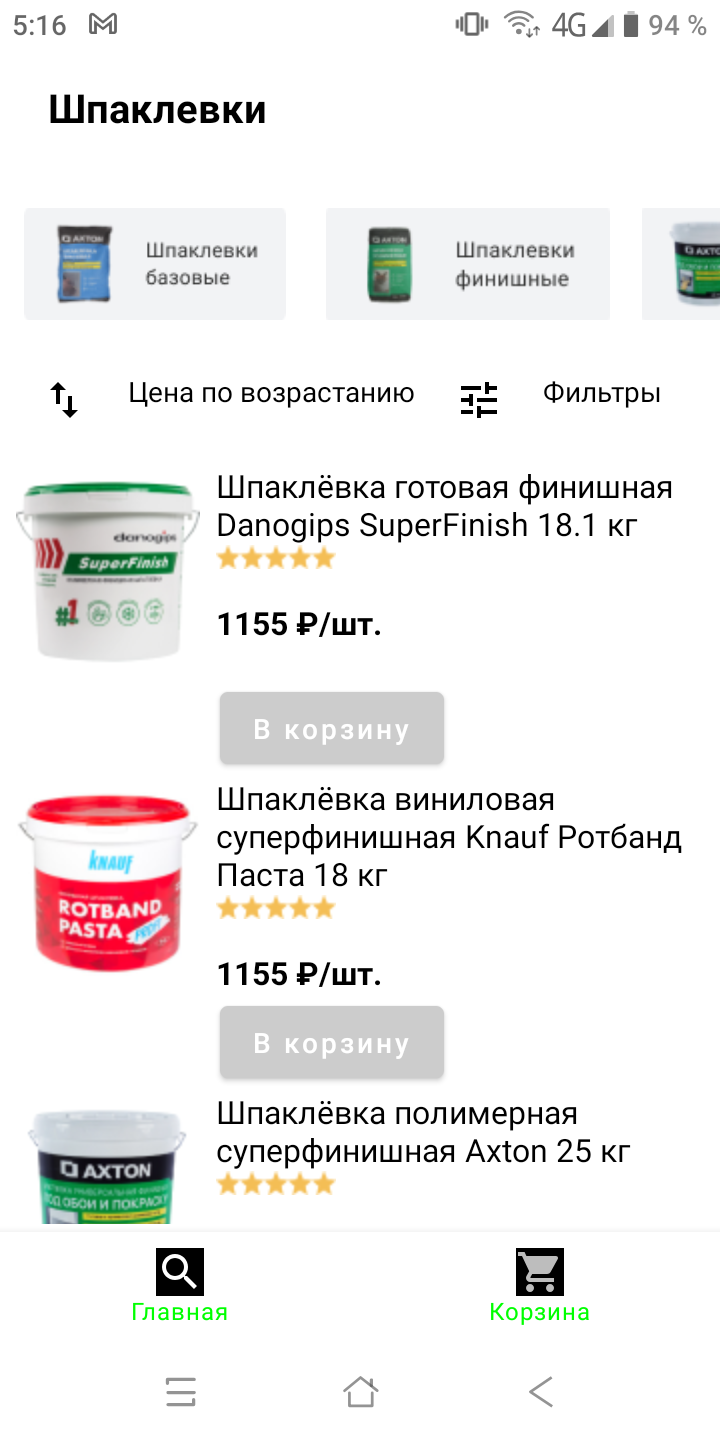 5:16 4G 94 %
Шпаклевки
AXTON
Шпаклевки
базовые
AXTON
Шпаклевки
финишные
Цена по возрастанию
Фильтры
Шпаклёвка готовая финишная
Danogips SuperFinish 18.1 кг
danogips
SuperFinish
#1
1155 ₽/шт.
В корзину
Шпаклёвка виниловая
суперфинишная Knauf Ротбанд
Паста 18 кг
KNAUF
ROTBAND
PASTA PROFI
1155 ₽/шт.
В корзину
Шпаклёвка полимерная
суперфинишная Axton 25 кг
AXTON
ПОД ОБОИ И ПОКРАСКУ
Главная
Корзина